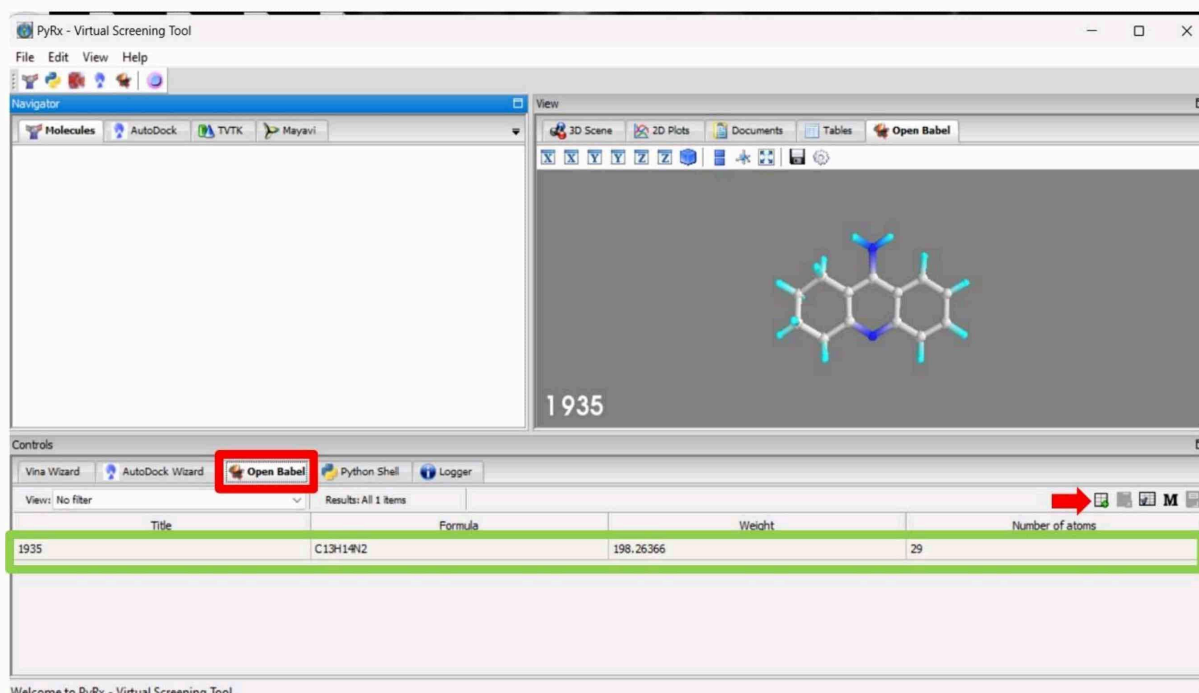 PyRx - Virtual Screening Tool
File Edit View Help
Navigator
View
Molecules AutoDock TVTK Mayavi
3D Scene 2D Plots Documents Tables Open Babel
X X Y Y Z Z
1935
Controls
Vina Wizard AutoDock Wizard Open Babel Python Shell Logger
View: No filter Results: All 1 items M
Title Formula Weight Number of atoms
1935 C13H14N2 198.26366 29
Welcome to PyRx - Virtual Screening Tool